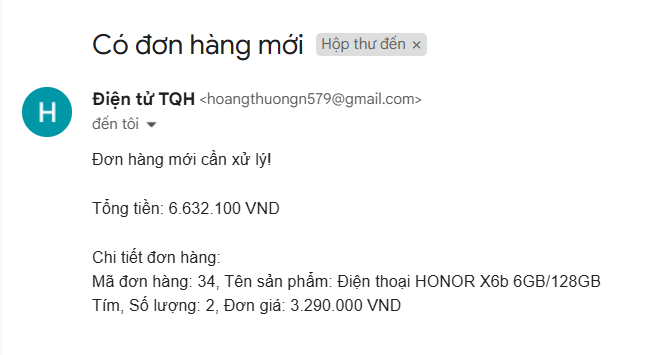 Có đơn hàng mới Hộp thư đến ×
H
Điện tử TQH <hoangthuongn579@gmail.com>
đến tôi
Đơn hàng mới cần xử lý!
Tổng tiền: 6.632.100 VND
Chi tiết đơn hàng:
Mã đơn hàng: 34, Tên sản phẩm: Điện thoại HONOR X6b 6GB/128GB
Tím, Số lượng: 2, Đơn giá: 3.290.000 VND